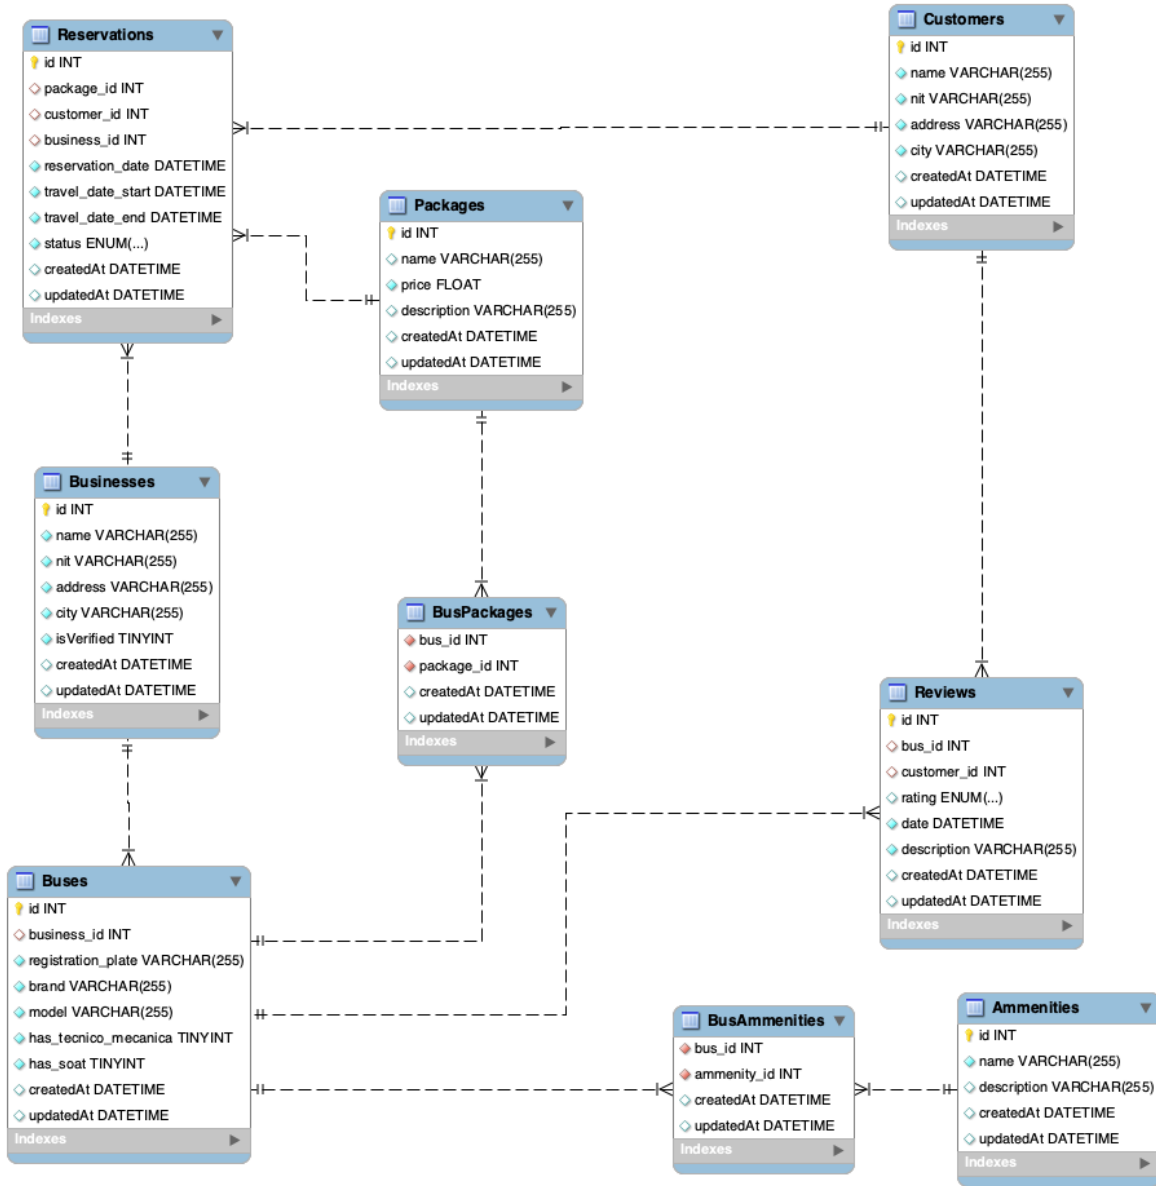 Reservations
id INT
package_id INT
customer_id INT
business_id INT
reservation_date DATETIME
travel_date_start DATETIME
travel_date_end DATETIME
status ENUM(...)
createdAt DATETIME
updatedAt DATETIME
Indexes
Customers
id INT
name VARCHAR(255)
nit VARCHAR(255)
address VARCHAR(255)
city VARCHAR(255)
createdAt DATETIME
updatedAt DATETIME
Indexes
Packages
id INT
name VARCHAR(255)
price FLOAT
description VARCHAR(255)
createdAt DATETIME
updatedAt DATETIME
Indexes
Businesses
id INT
name VARCHAR(255)
nit VARCHAR(255)
address VARCHAR(255)
city VARCHAR(255)
isVerified TINYINT
createdAt DATETIME
updatedAt DATETIME
Indexes
BusPackages
bus_id INT
package_id INT
createdAt DATETIME
updatedAt DATETIME
Indexes
Reviews
id INT
bus_id INT
customer_id INT
rating ENUM(...)
date DATETIME
description VARCHAR(255)
createdAt DATETIME
updatedAt DATETIME
Indexes
Buses
id INT
business_id INT
registration_plate VARCHAR(255)
brand VARCHAR(255)
model VARCHAR(255)
has_tecnico_mecanica TINYINT
has_soat TINYINT
createdAt DATETIME
updatedAt DATETIME
Indexes
BusAmmenities
bus_id INT
ammenity_id INT
createdAt DATETIME
updatedAt DATETIME
Indexes
Ammenities
id INT
name VARCHAR(255)
description VARCHAR(255)
createdAt DATETIME
updatedAt DATETIME
Indexes